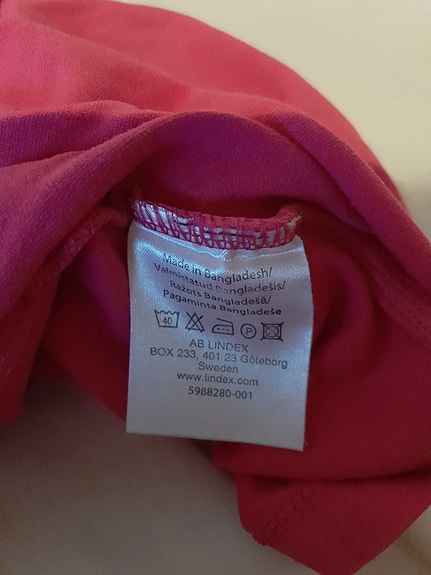 Made in Bangladesh/
Valmistatud Bangladešis/
Ražots Bangladešā/
Pagaminta Bangladeše
40 P
AB LINDEX
BOX 233, 401 23 Göteborg
Sweden
www.lindex.com
5988280-001